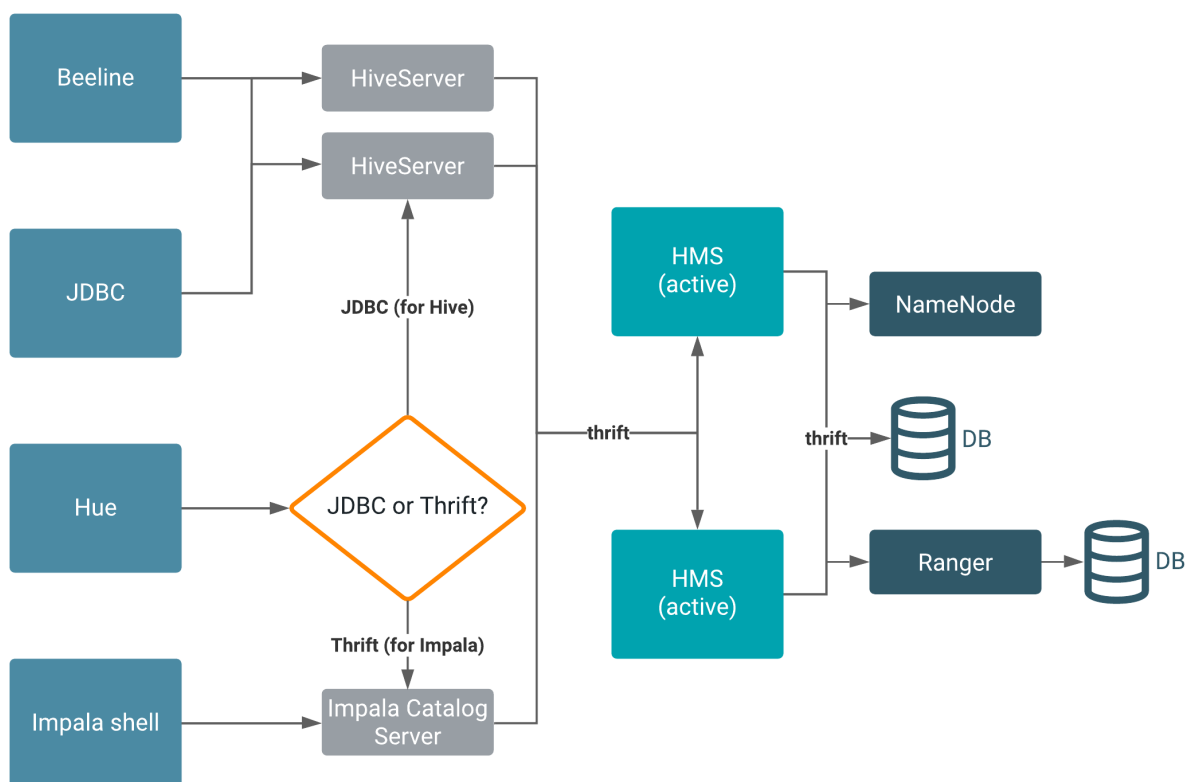 Beeline
HiveServer
HiveServer
JDBC
JDBC (for Hive)
HMS
(active)
NameNode
thrift
thrift
DB
Hue
JDBC or Thrift?
HMS
(active)
Ranger
DB
Thrift (for Impala)
Impala shell
Impala Catalog
Server